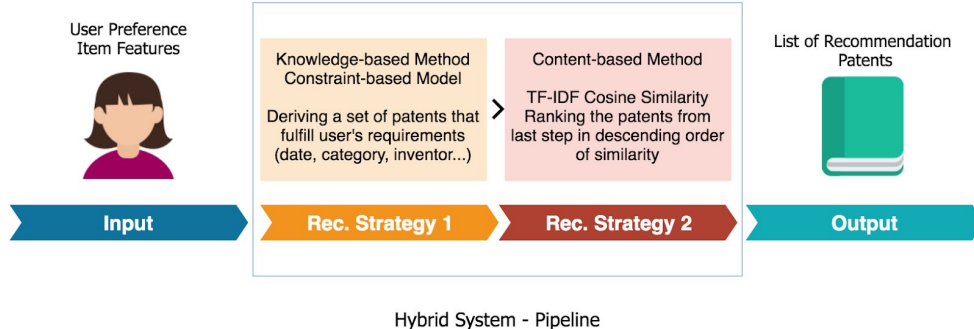 User Preference
Item Features
Knowledge-based Method
Constraint-based Model
Deriving a set of patents that
fulfill user's requirements
(date, category, inventor...)
>
Content-based Method
TF-IDF Cosine Similarity
Ranking the patents from
last step in descending order
of similarity
List of Recommendation
Patents
Input
Rec. Strategy 1
Rec. Strategy 2
Output
Hybrid System - Pipeline